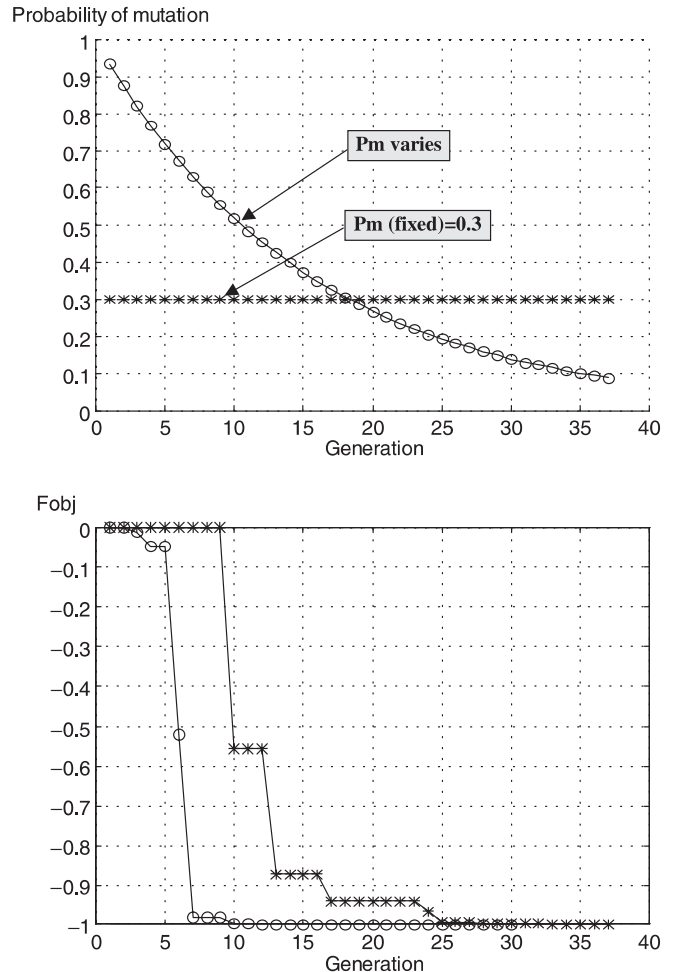 Probability of mutation
1
0.9
0.8
0.7
0.6
0.5
0.4
0.3
0.2
0.1
0
Pm varies
Pm (fixed)=0.3
0 5 10 15 20 25 30 35 40
Generation
Fobj
0
−0.1
−0.2
−0.3
−0.4
−0.5
−0.6
−0.7
−0.8
−0.9
−1
0 5 10 15 20 25 30 35 40
Generation